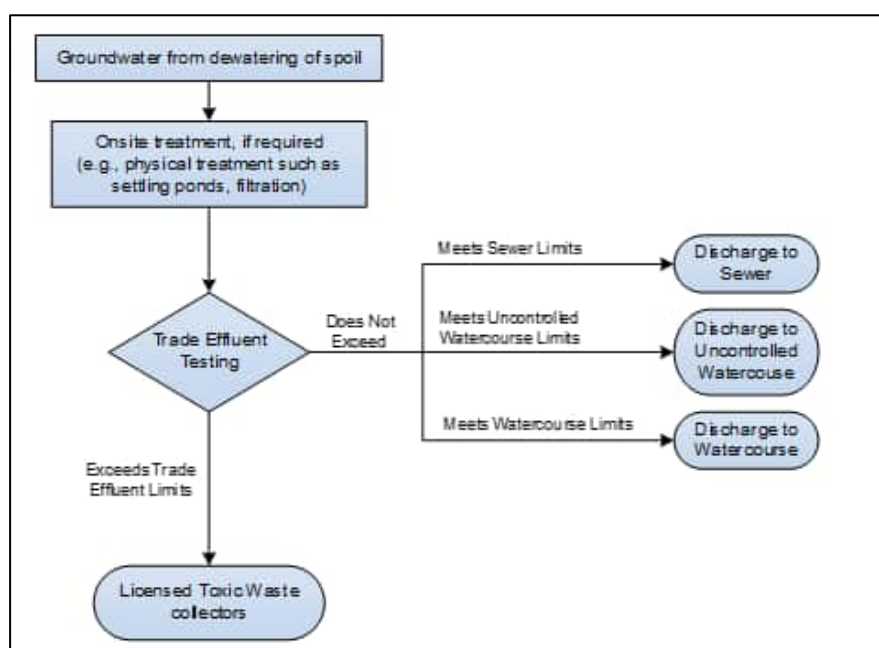 Groundwater from dewatering of spoil
Onsite treatment, if required
(e.g., physical treatment such as
settling ponds, filtration)
Trade Effluent
Testing
Does Not
Exceed
Meets Sewer Limits
Discharge to
Sewer
Meets Uncontrolled
Watercourse Limits
Discharge to
Uncontrolled
Watercouse
Meets Watercourse Limits
Discharge to
Watercourse
Exceeds Trade
Effluent Limits
Licensed Toxic Waste
collectors